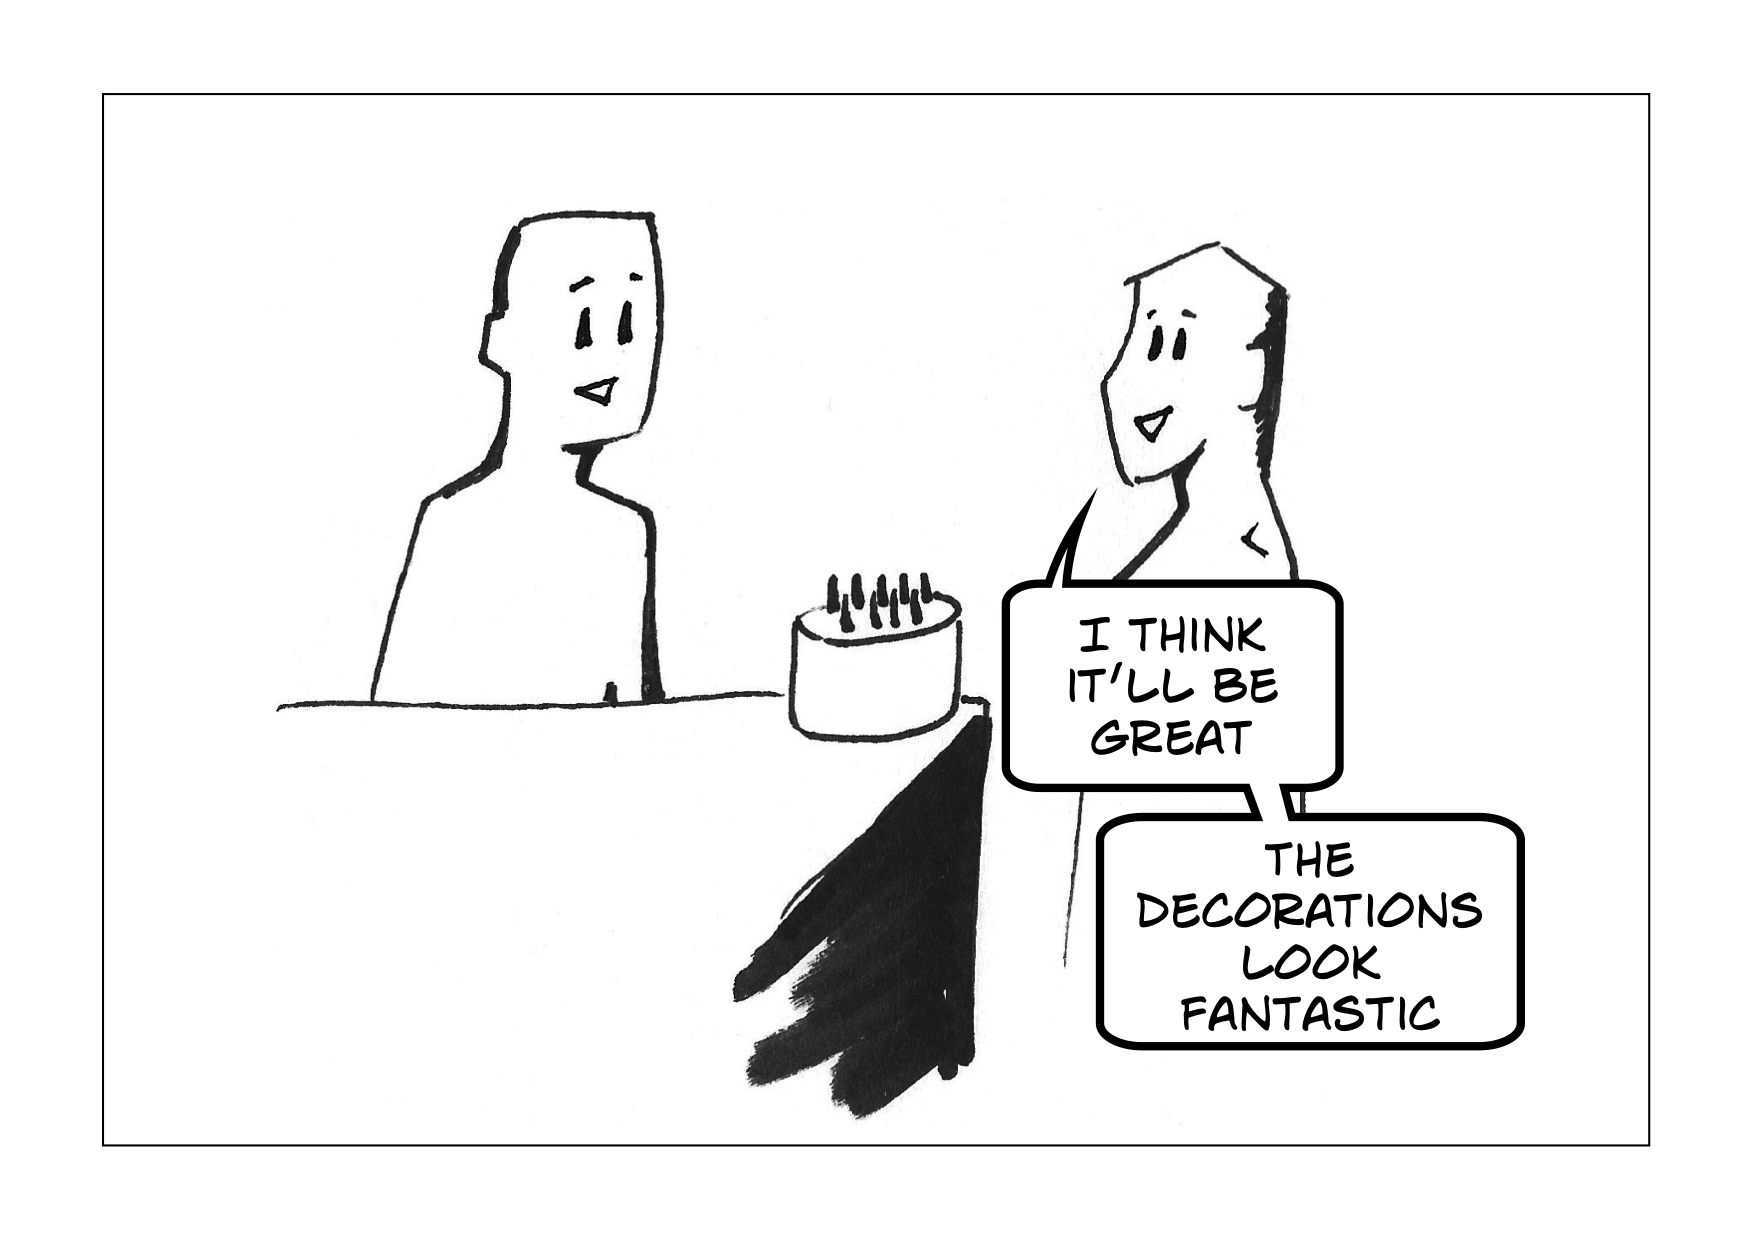 I THINK
IT'LL BE
GREAT
THE
DECORATIONS
LOOK
FANTASTIC